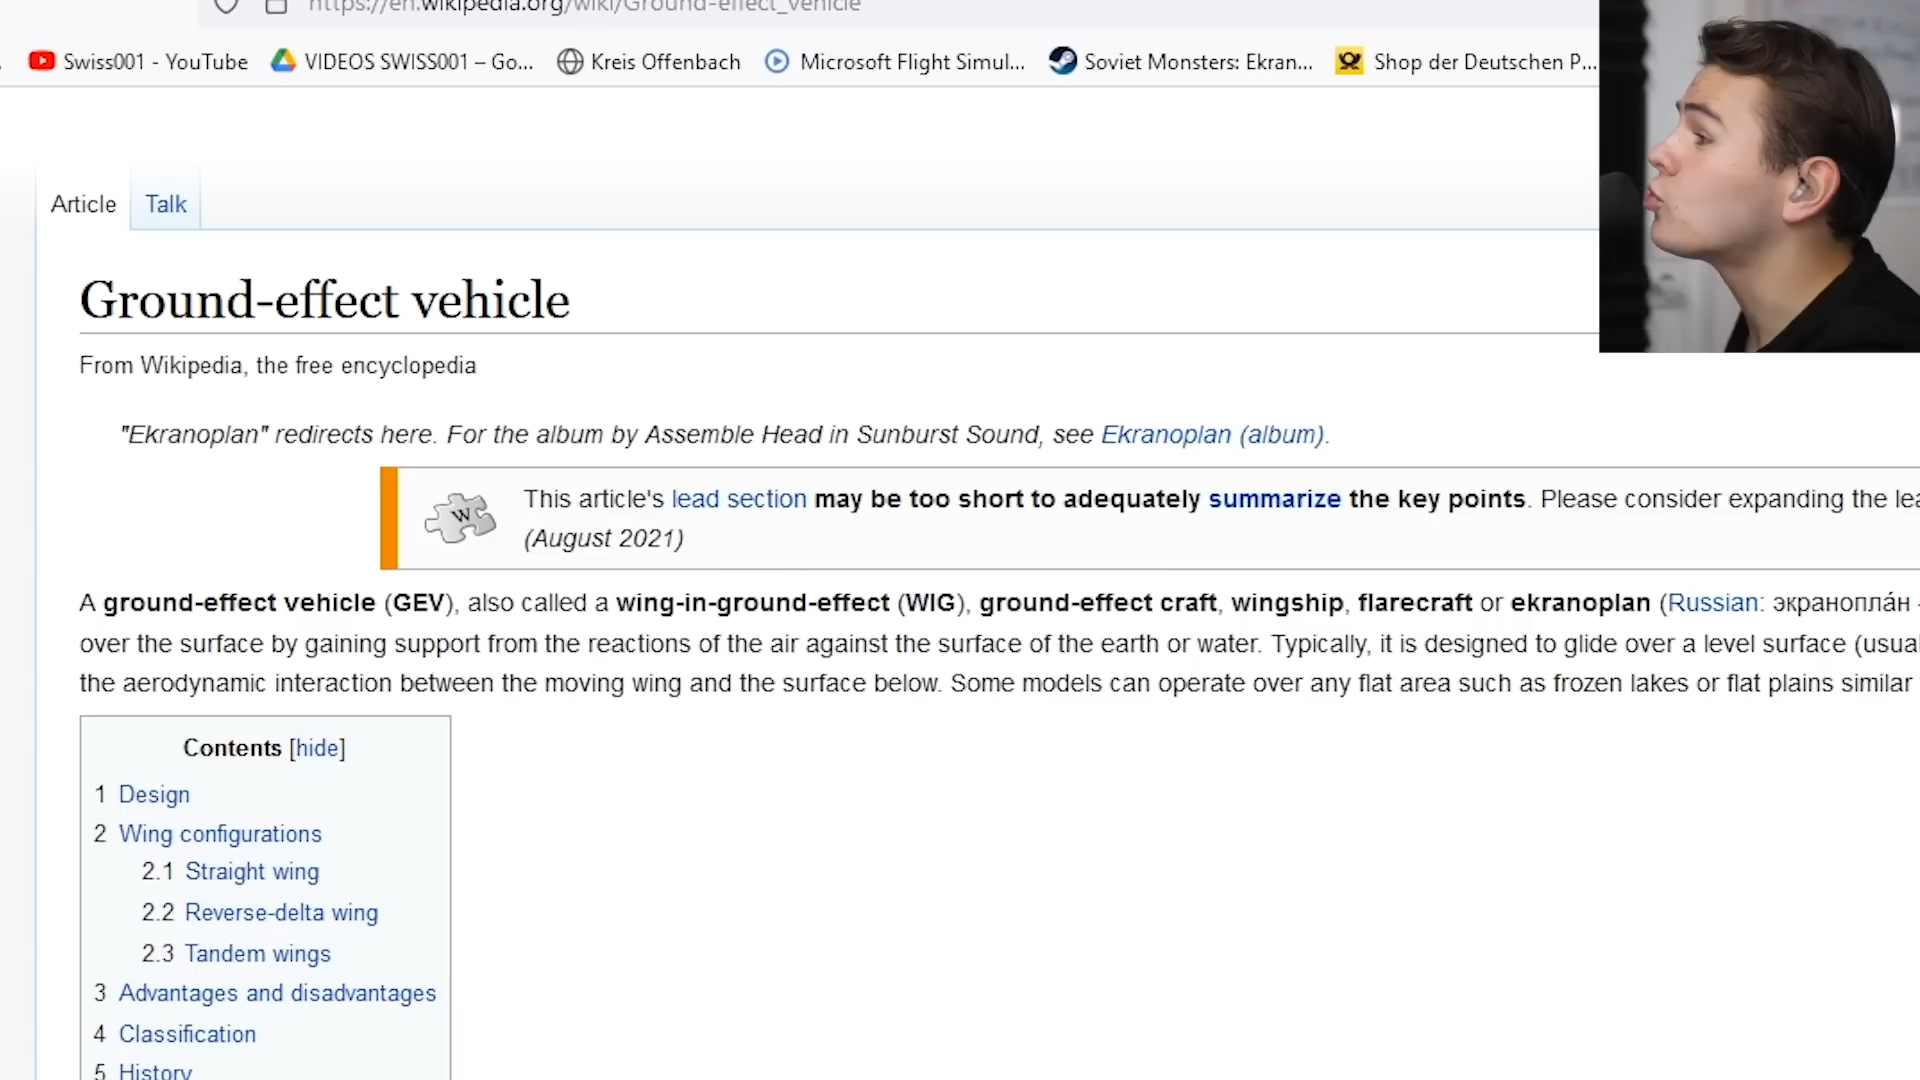 https://en.wikipedia.org/wiki/Ground-effect_vehicle
Swiss001 - YouTube VIDEOS SWISS001 – Go... Kreis Offenbach Microsoft Flight Simul... Soviet Monsters: Ekran... Shop der Deutschen P...
Article Talk
Ground-effect vehicle
From Wikipedia, the free encyclopedia
"Ekranoplan" redirects here. For the album by Assemble Head in Sunburst Sound, see Ekranoplan (album).
W
This article's lead section may be too short to adequately summarize the key points. Please consider expanding the
(August 2021)
A ground-effect vehicle (GEV), also called a wing-in-ground-effect (WIG), ground-effect craft, wingship, flarecraft or ekranoplan (Russian: экранопла́н
over the surface by gaining support from the reactions of the air against the surface of the earth or water. Typically, it is designed to glide over a level surface
the aerodynamic interaction between the moving wing and the surface below. Some models can operate over any flat area such as frozen lakes or flat plains similar
Contents [hide]
1 Design
2 Wing configurations
2.1 Straight wing
2.2 Reverse-delta wing
2.3 Tandem wings
3 Advantages and disadvantages
4 Classification
5 History